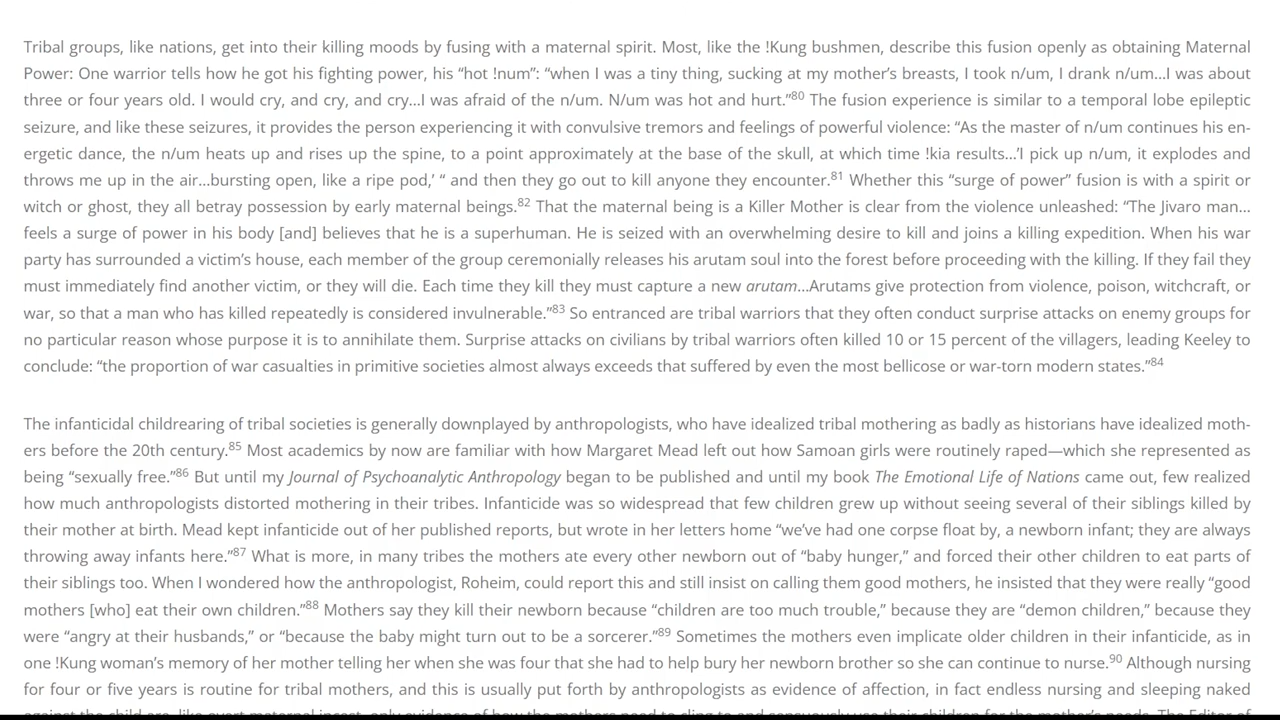 Tribal groups, like nations, get into their killing moods by fusing with a maternal spirit. Most, like the !Kung bushmen, describe this fusion openly as obtaining Maternal
Power: One warrior tells how he got his fighting power, his “hot !num”: “when I was a tiny thing, sucking at my mother’s breasts, I took n/um, I drank n/um…I was about
three or four years old. I would cry, and cry, and cry…I was afraid of the n/um. N/um was hot and hurt.”80 The fusion experience is similar to a temporal lobe epileptic
seizure, and like these seizures, it provides the person experiencing it with convulsive tremors and feelings of powerful violence: “As the master of n/um continues his en-
ergetic dance, the n/um heats up and rises up the spine, to a point approximately at the base of the skull, at which time !kia results…’I pick up n/um, it explodes and
throws me up in the air…bursting open, like a ripe pod,’ “ and then they go out to kill anyone they encounter.81 Whether this “surge of power” fusion is with a spirit or
witch or ghost, they all betray possession by early maternal beings.82 That the maternal being is a Killer Mother is clear from the violence unleashed: “The Jivaro man…
feels a surge of power in his body [and] believes that he is a superhuman. He is seized with an overwhelming desire to kill and joins a killing expedition. When his war
party has surrounded a victim’s house, each member of the group ceremonially releases his arutam soul into the forest before proceeding with the killing. If they fail they
must immediately find another victim, or they will die. Each time they kill they must capture a new arutam…Arutams give protection from violence, poison, witchcraft, or
war, so that a man who has killed repeatedly is considered invulnerable.”83 So entranced are tribal warriors that they often conduct surprise attacks on enemy groups for
no particular reason whose purpose it is to annihilate them. Surprise attacks on civilians by tribal warriors often killed 10 or 15 percent of the villagers, leading Keeley to
conclude: “the proportion of war casualties in primitive societies almost always exceeds that suffered by even the most bellicose or war-torn modern states.”84
The infanticidal childrearing of tribal societies is generally downplayed by anthropologists, who have idealized tribal mothering as badly as historians have idealized moth-
ers before the 20th century.85 Most academics by now are familiar with how Margaret Mead left out how Samoan girls were routinely raped—which she represented as
being “sexually free.”86 But until my Journal of Psychoanalytic Anthropology began to be published and until my book The Emotional Life of Nations came out, few realized
how much anthropologists distorted mothering in their tribes. Infanticide was so widespread that few children grew up without seeing several of their siblings killed by
their mother at birth. Mead kept infanticide out of her published reports, but wrote in her letters home “we’ve had one corpse float by, a newborn infant; they are always
throwing away infants here.”87 What is more, in many tribes the mothers ate every other newborn out of “baby hunger,” and forced their other children to eat parts of
their siblings too. When I wondered how the anthropologist, Roheim, could report this and still insist on calling them good mothers, he insisted that they were really “good
mothers [who] eat their own children.”88 Mothers say they kill their newborn because “children are too much trouble,” because they are “demon children,” because they
were “angry at their husbands,” or “because the baby might turn out to be a sorcerer.”89 Sometimes the mothers even implicate older children in their infanticide, as in
one !Kung woman’s memory of her mother telling her when she was four that she had to help bury her newborn brother so she can continue to nurse.90 Although nursing
for four or five years is routine for tribal mothers, and this is usually put forth by anthropologists as evidence of affection, in fact endless nursing and sleeping naked